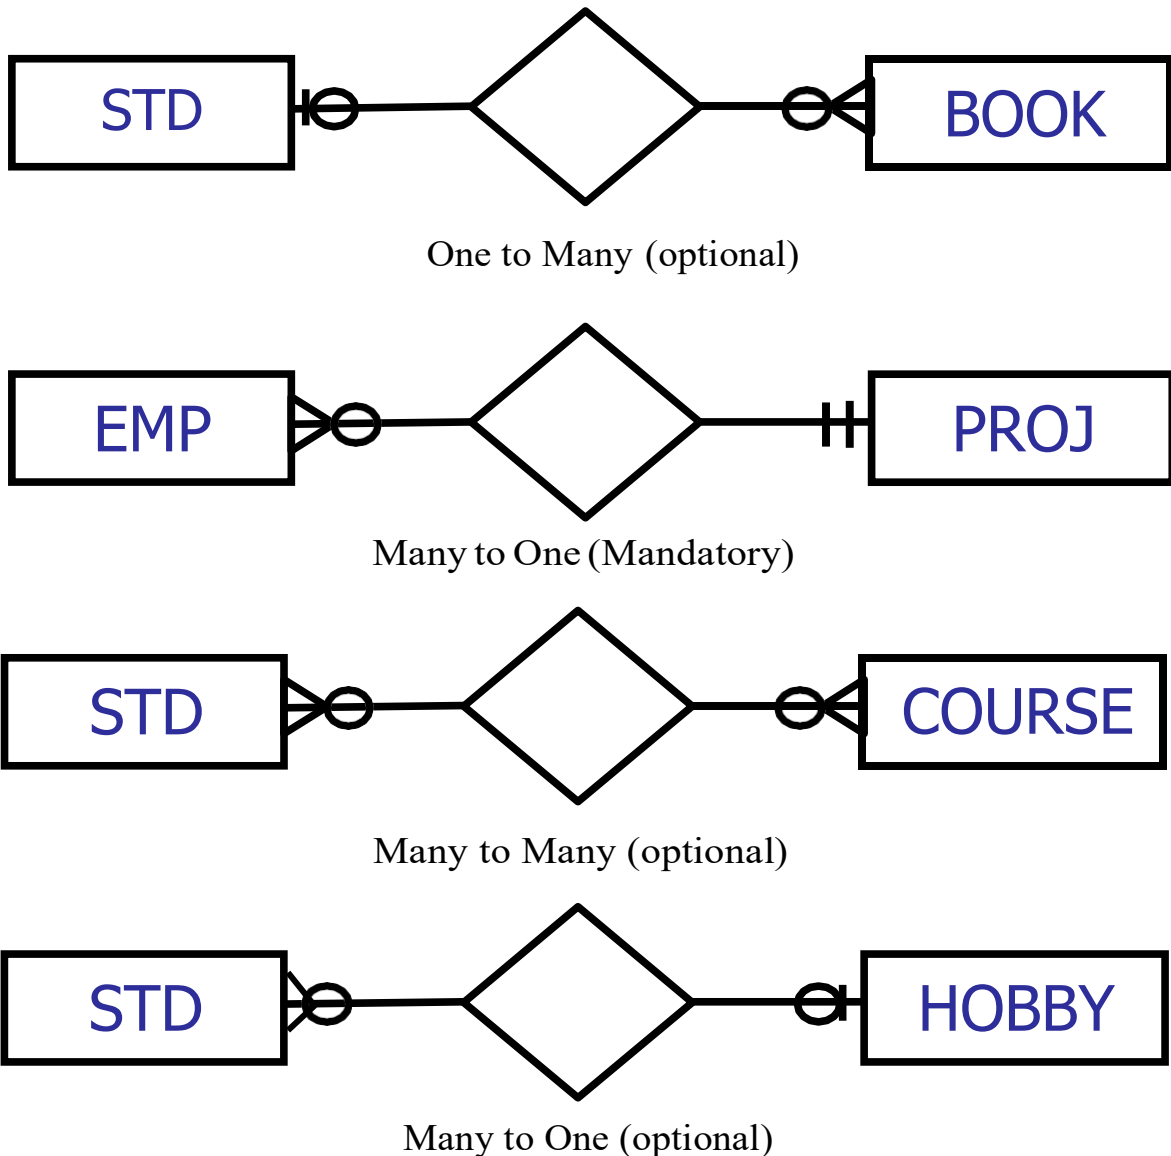 STD
BOOK
One to Many (optional)
EMP
PROJ
Many to One (Mandatory)
STD
COURSE
Many to Many (optional)
STD
HOBBY
Many to One (optional)